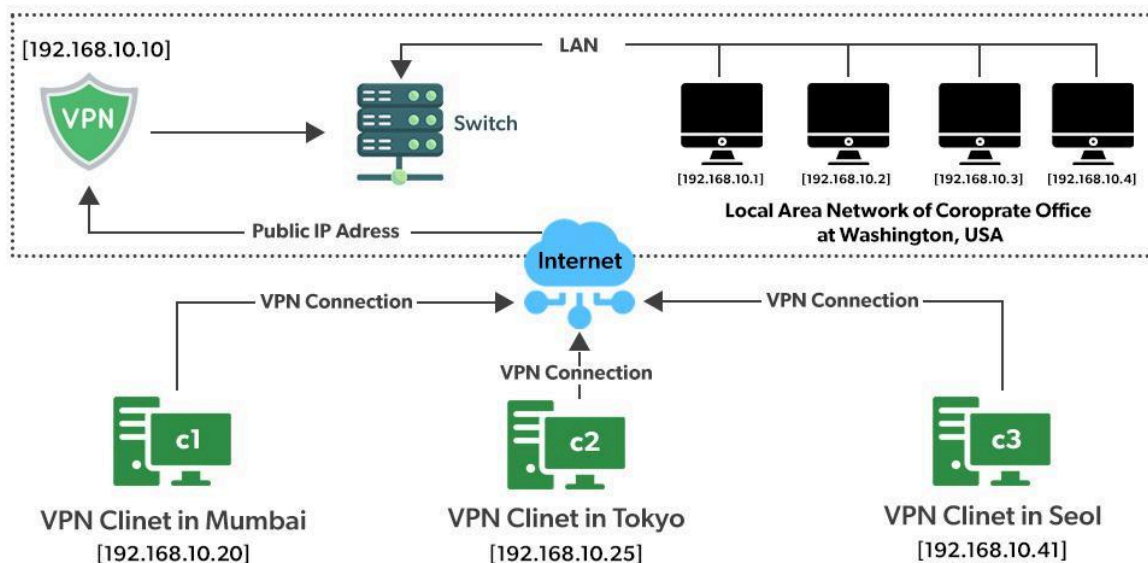 [192.168.10.10]
VPN
LAN
Switch
[192.168.10.1]
[192.168.10.2]
[192.168.10.3]
[192.168.10.4]
Local Area Network of Coroprate Office
at Washington, USA
Public IP Adress
Internet
VPN Connection
VPN Connection
VPN Connection
c1
c2
c3
VPN Clinet in Mumbai
[192.168.10.20]
VPN Clinet in Tokyo
[192.168.10.25]
VPN Clinet in Seol
[192.168.10.41]